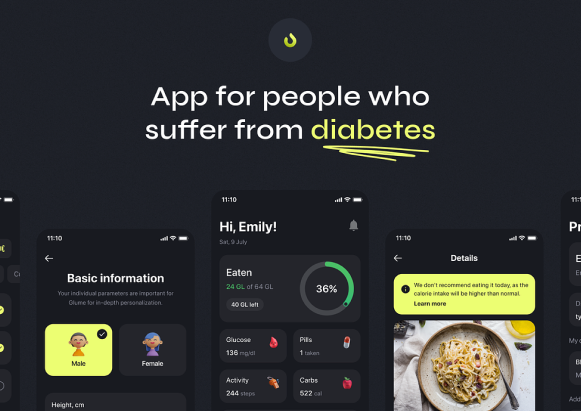 App for people who
suffer from diabetes
11:10
Basic information
Your individual parameters are important for
Glume for in-depth personalization.
Male
Female
Height, cm
11:10
Hi, Emily!
Sat, 9 July
Eaten
24 GL of 64 GL
40 GL left
36%
Glucose
136 mg/dl
Pills
1 taken
Activity
244 steps
Carbs
522 cal
11:10
Details
We don't recommend eating it today, as the
calorie intake will be higher than normal.
Learn more
11:10
My
Add